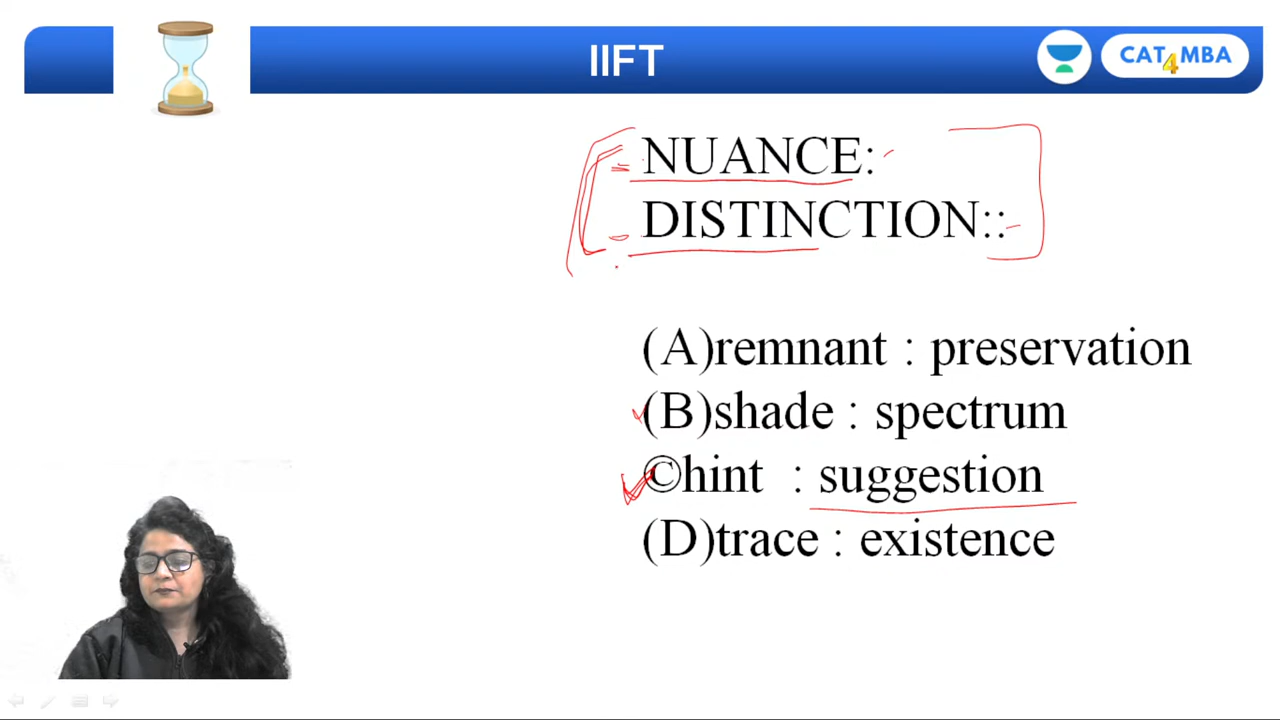 IIFT
CAT4MBA
NUANCE:
DISTINCTION::
(A)remnant : preservation
(B)shade : spectrum
©hint : suggestion
(D)trace : existence